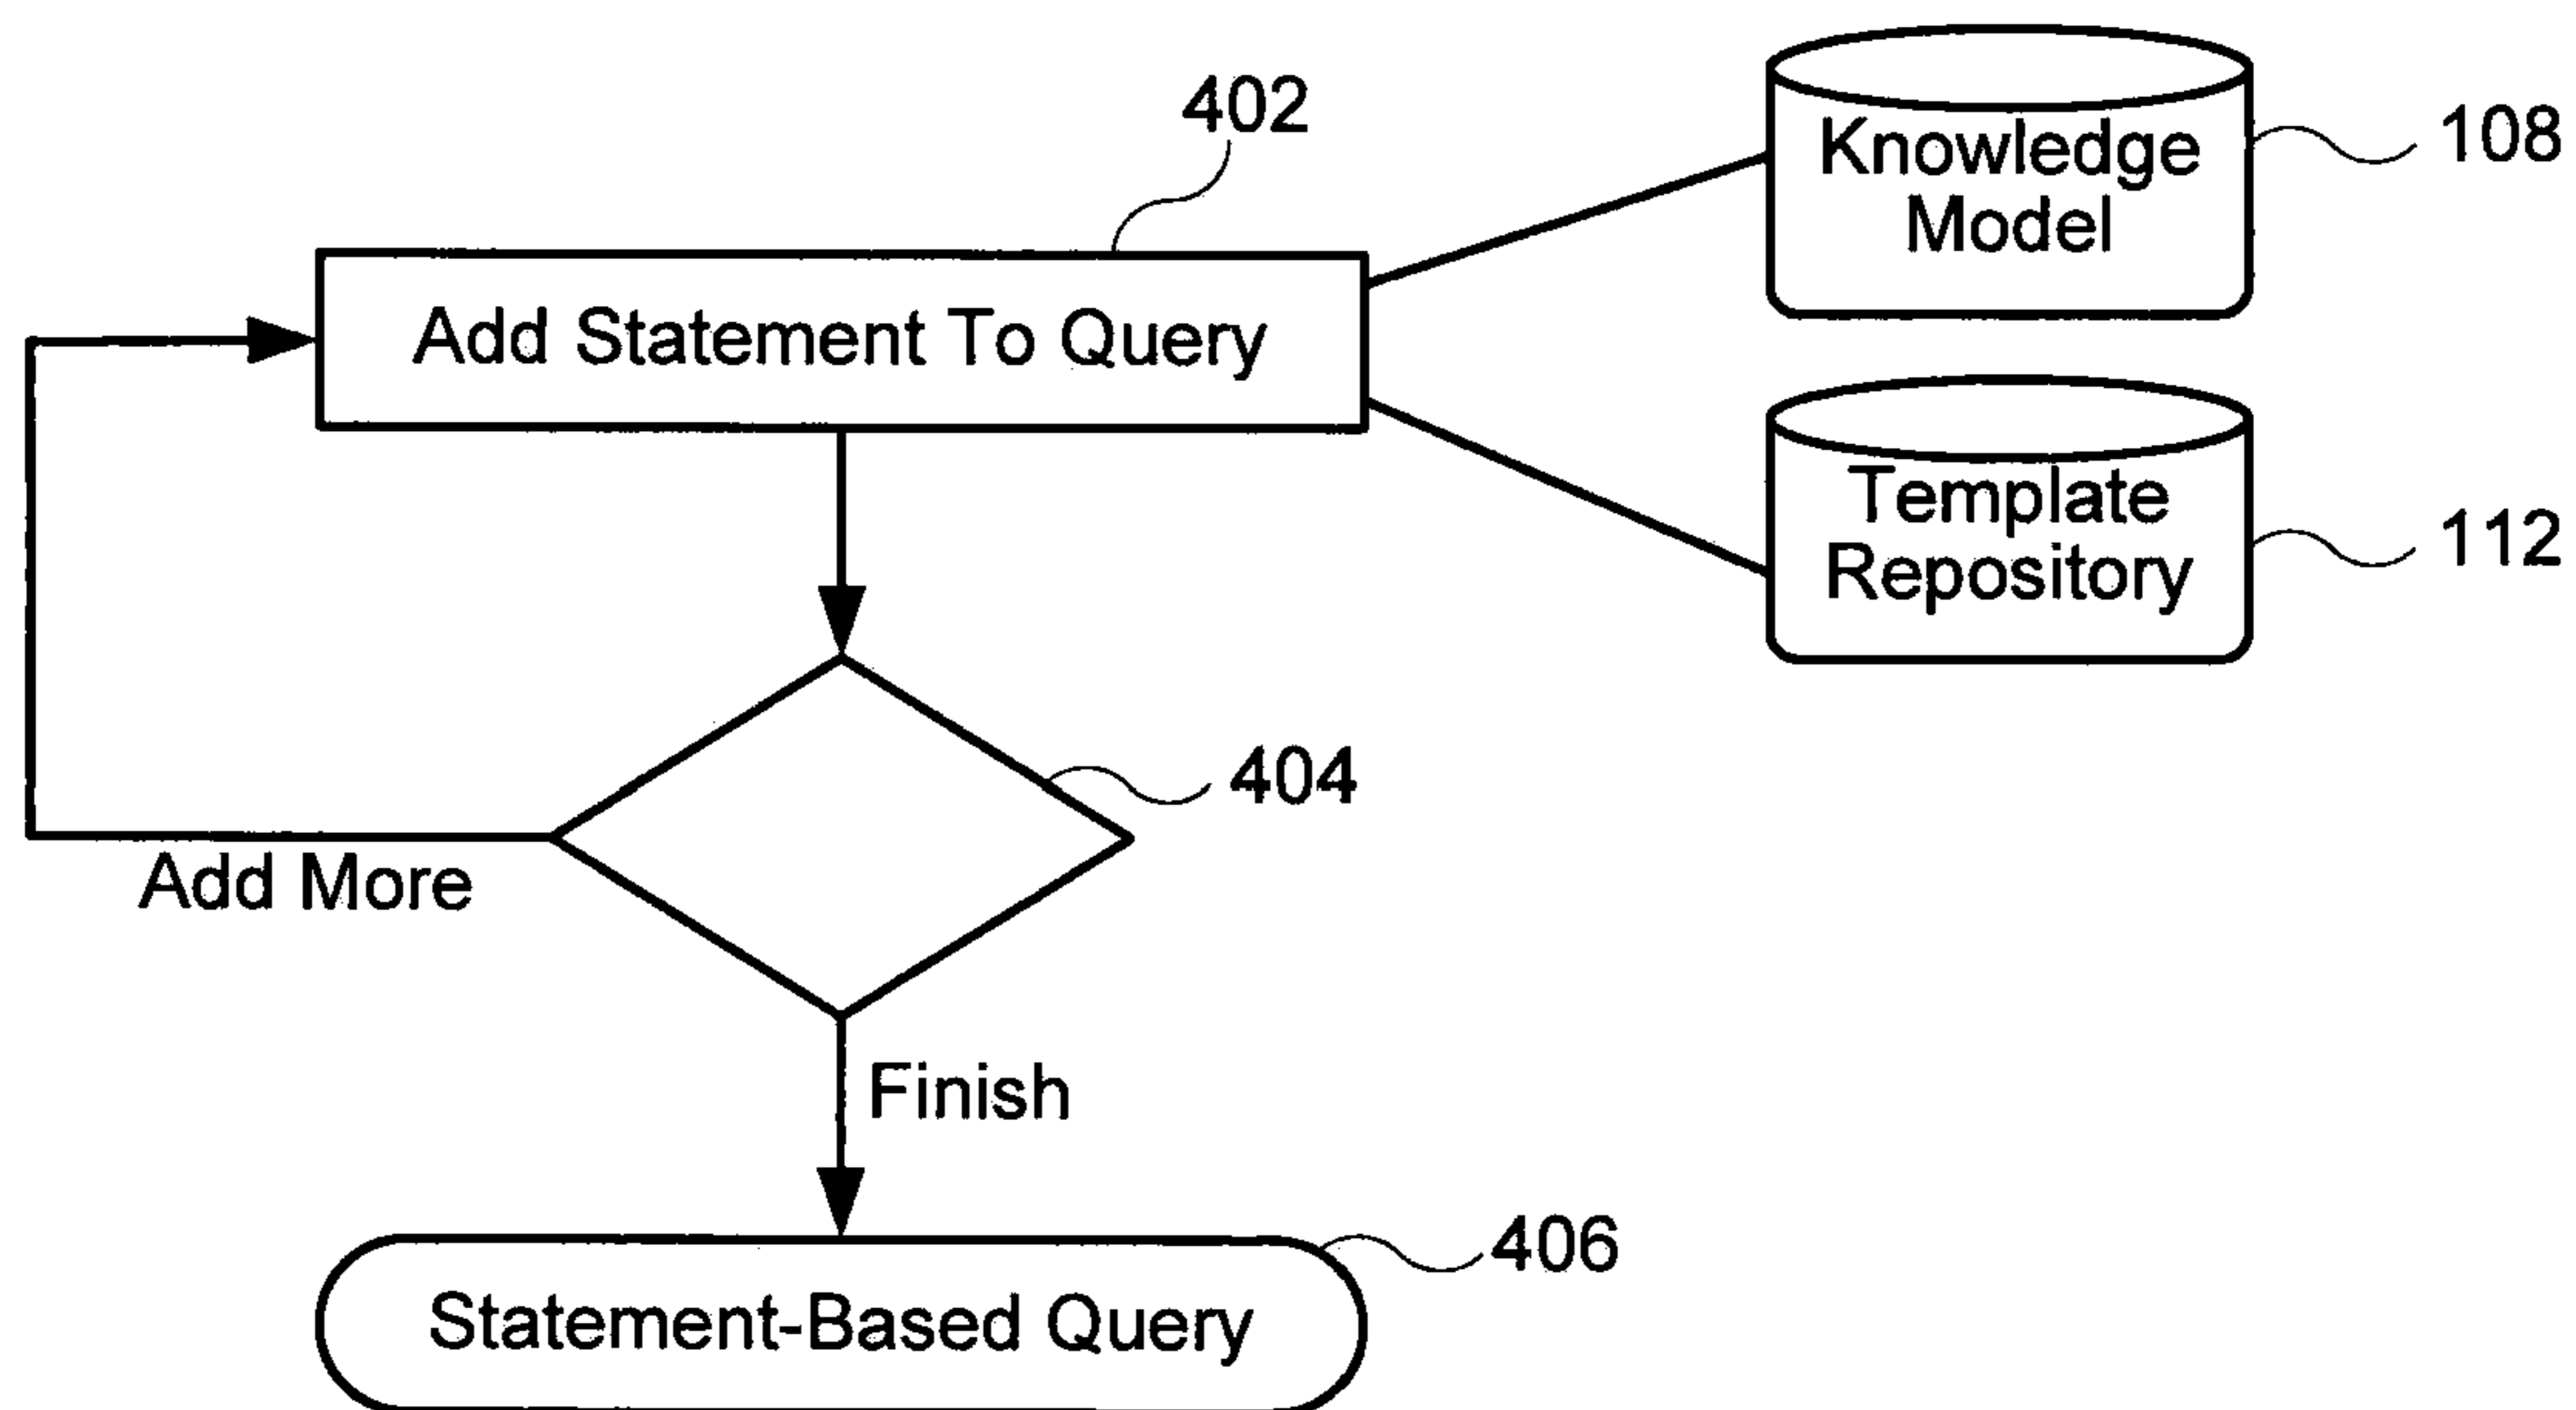 402
Knowledge
Model
108
Add Statement To Query
Template
Repository
112
404
Add More
Finish
406
Statement-Based Query